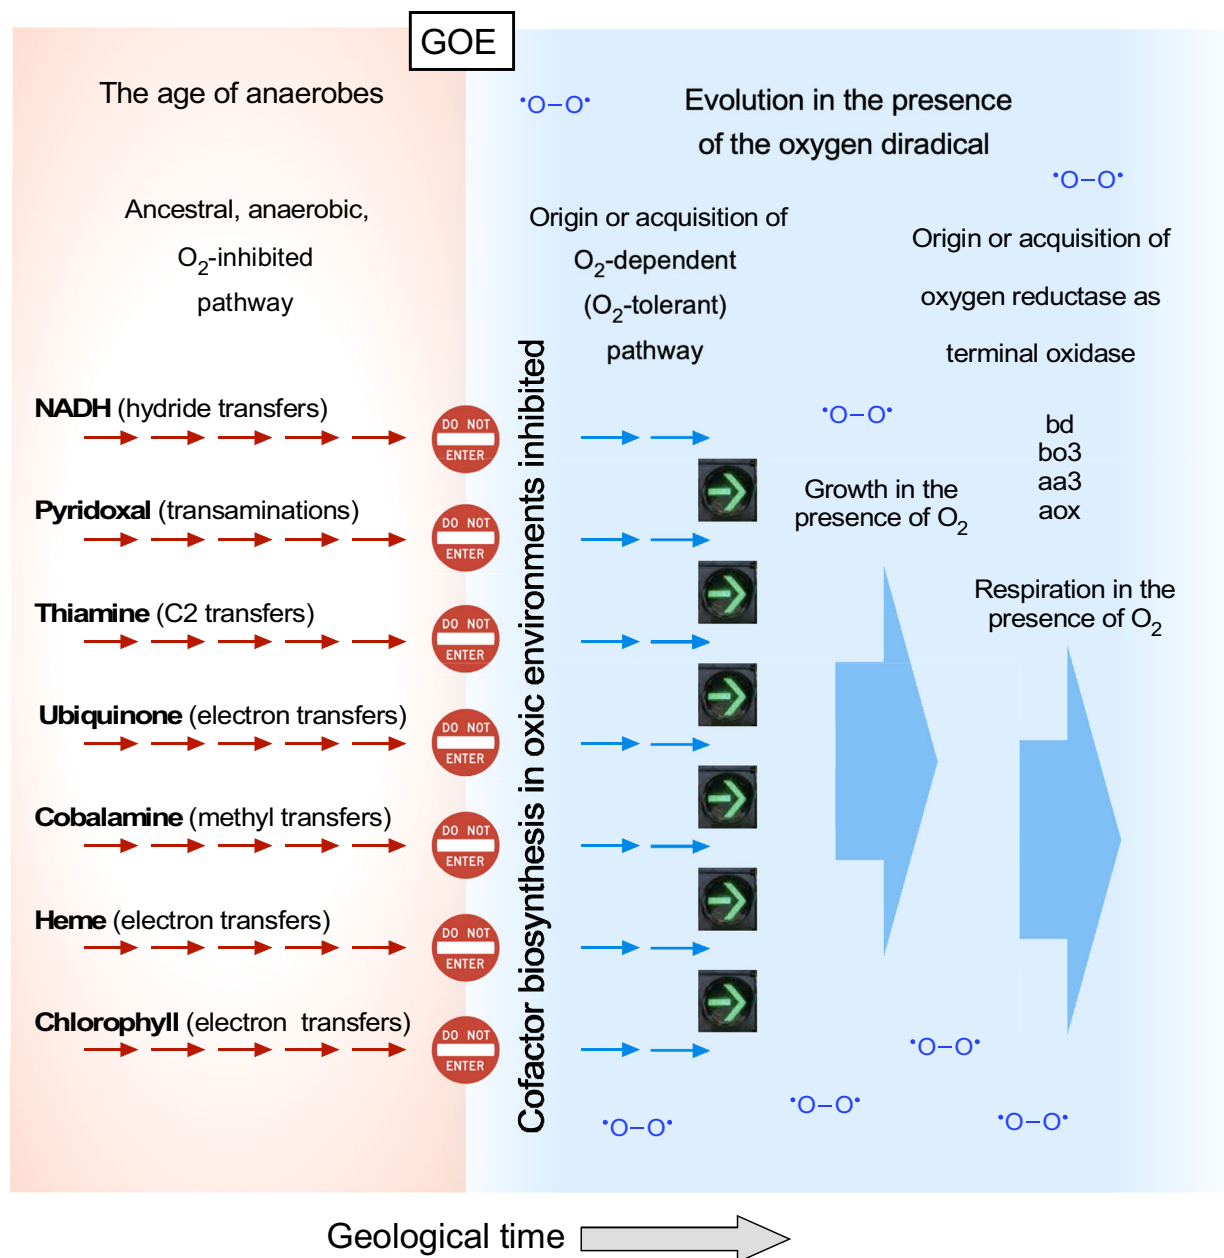 GOE
The age of anaerobes
•O–O•
Evolution in the presence
of the oxygen diradical
•O–O•
Ancestral, anaerobic,
O2-inhibited
pathway
Origin or acquisition of
O2-dependent
(O2-tolerant)
pathway
Origin or acquisition of
oxygen reductase as
terminal oxidase
Cofactor biosynthesis in oxic environments inhibited
NADH (hydride transfers)
DO NOT
ENTER
Pyridoxal (transaminations)
DO NOT
ENTER
Thiamine (C2 transfers)
DO NOT
ENTER
Ubiquinone (electron transfers)
DO NOT
ENTER
Cobalamine (methyl transfers)
DO NOT
ENTER
Heme (electron transfers)
DO NOT
ENTER
Chlorophyll (electron transfers)
DO NOT
ENTER
•O–O•
Growth in the
presence of O2
bd
bo3
aa3
aox
Respiration in the
presence of O2
•O–O•
•O–O•
•O–O•
•O–O•
Geological time